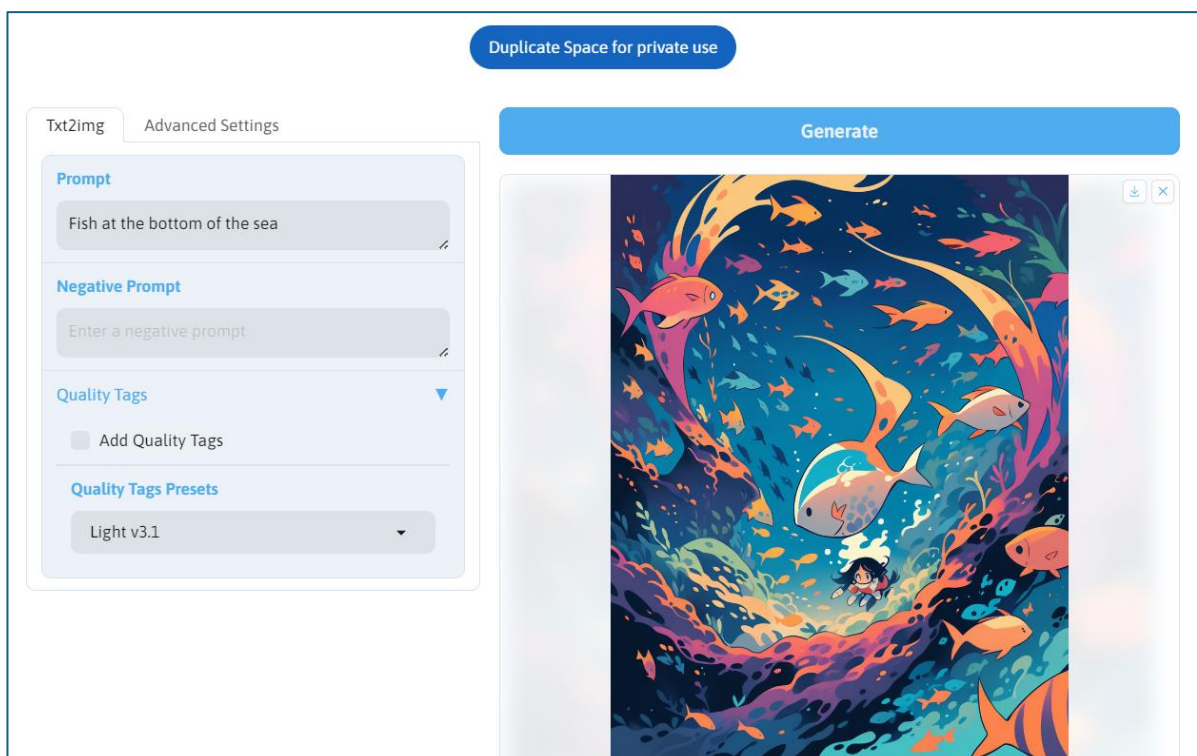 Duplicate Space for private use
Txt2img
Advanced Settings
Prompt
Fish at the bottom of the sea
Negative Prompt
Enter a negative prompt
Quality Tags
Add Quality Tags
Quality Tags Presets
Light v3.1
Generate